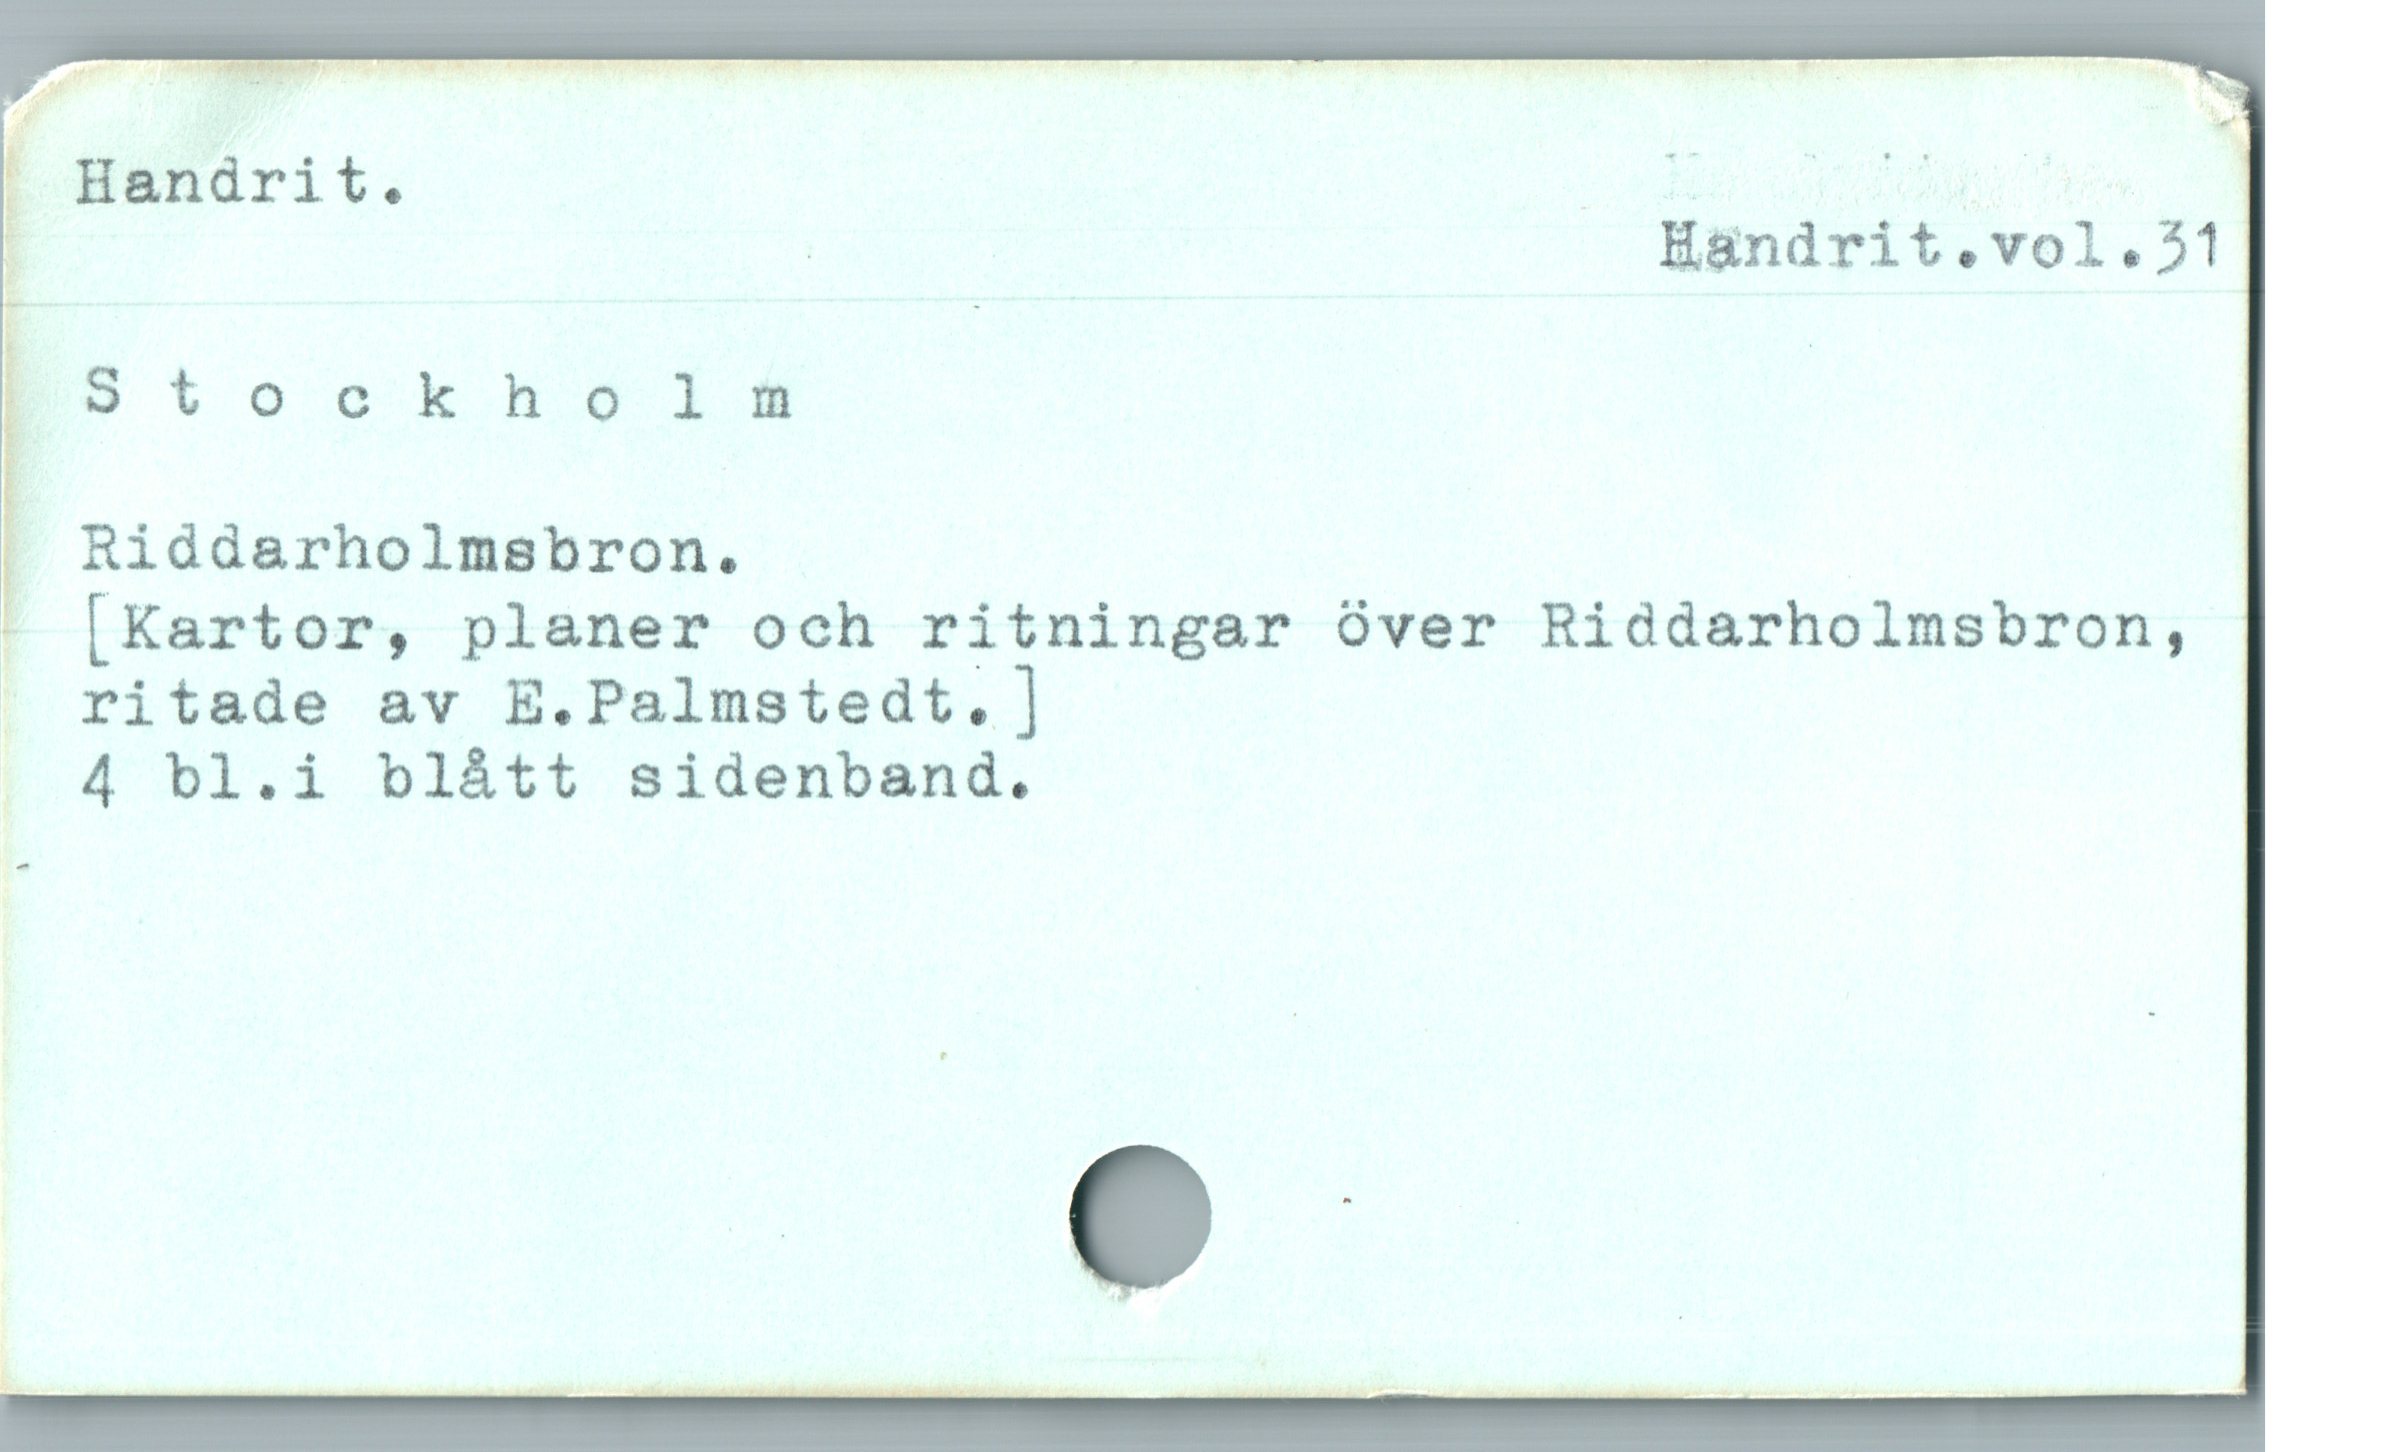 Handrit.
Handrit.vol.31
S t o c k h o l m
Riddarholmsbron.
[Kartor, planer och ritningar över Riddarholmsbron,
ritade av E.Palmstedt.]
4 bl.i blått sidenband.